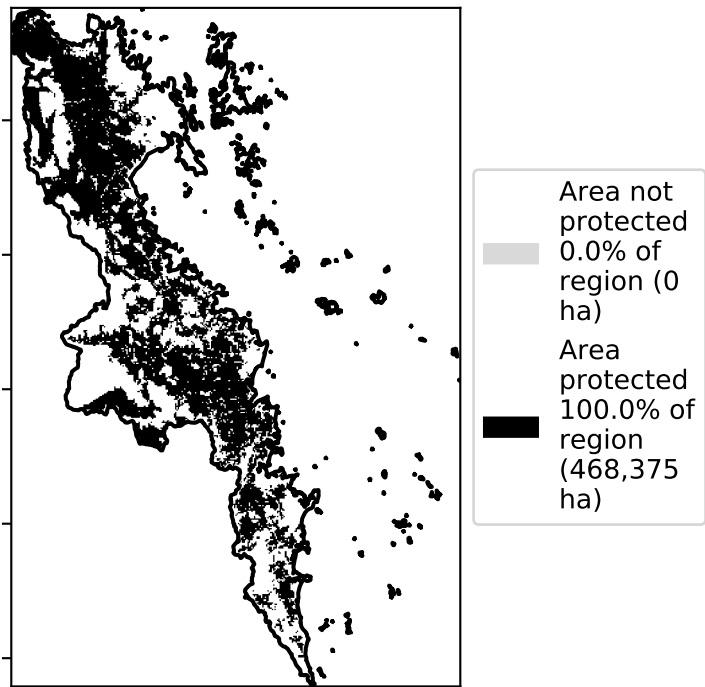 Area not
protected
0.0% of
region (0
ha)
Area
protected
100.0% of
region
(468,375
ha)